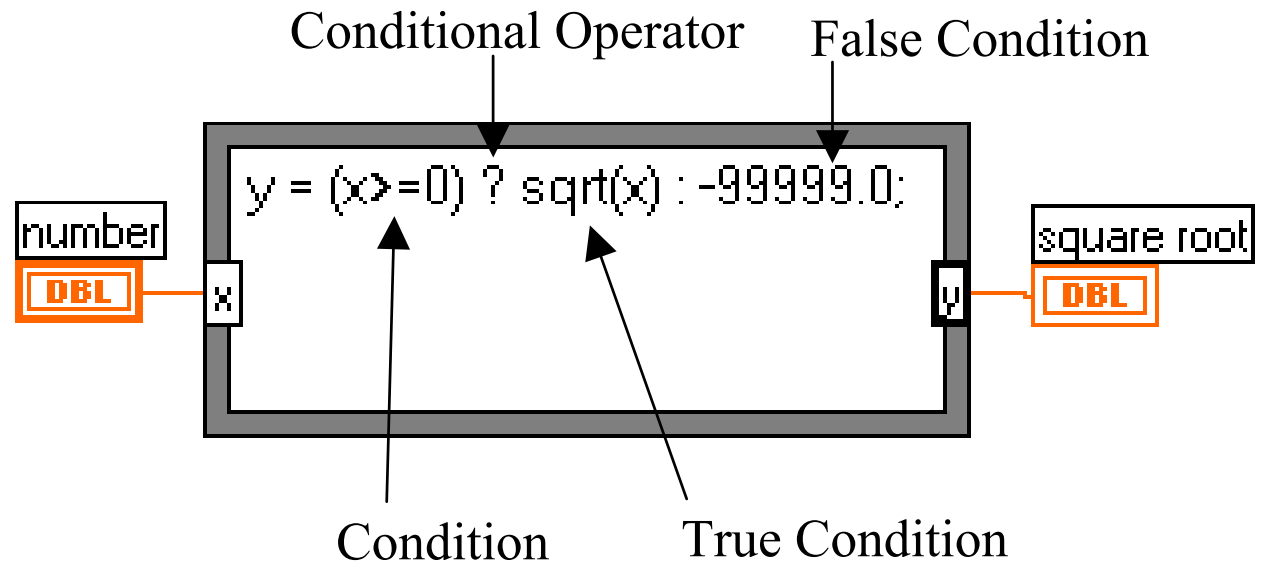 Conditional Operator
False Condition
y = (x>=0) ? sqrt(x) : -99999.0;
number
square root
DBL
x
y
DBL
Condition
True Condition